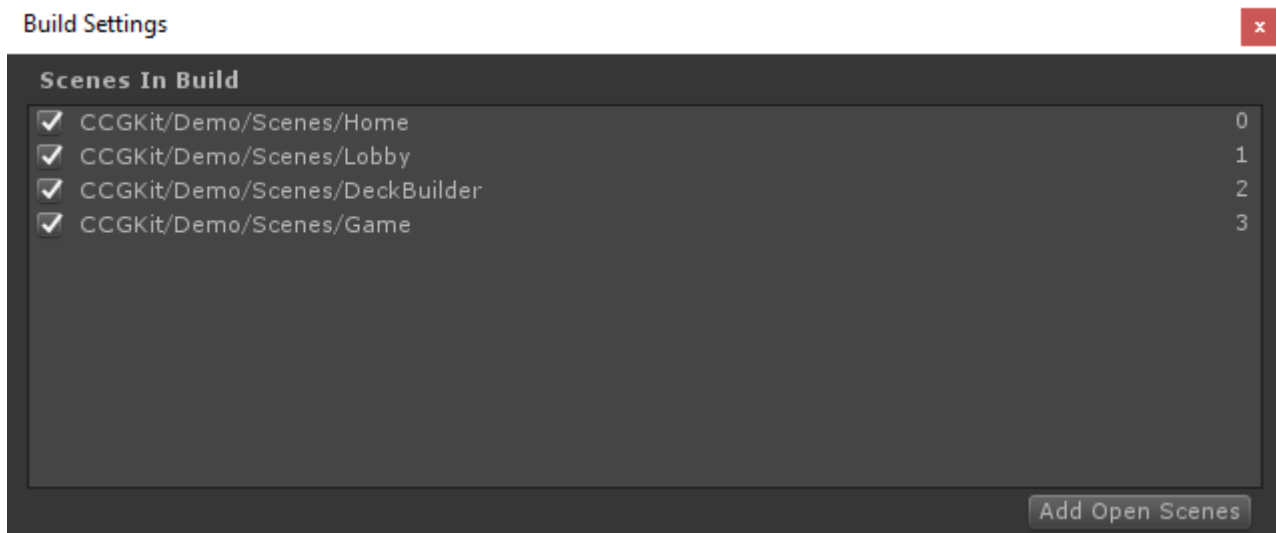 Build Settings
x
Scenes In Build
CCGKit/Demo/Scenes/Home 0
CCGKit/Demo/Scenes/Lobby 1
CCGKit/Demo/Scenes/DeckBuilder 2
CCGKit/Demo/Scenes/Game 3
Add Open Scenes